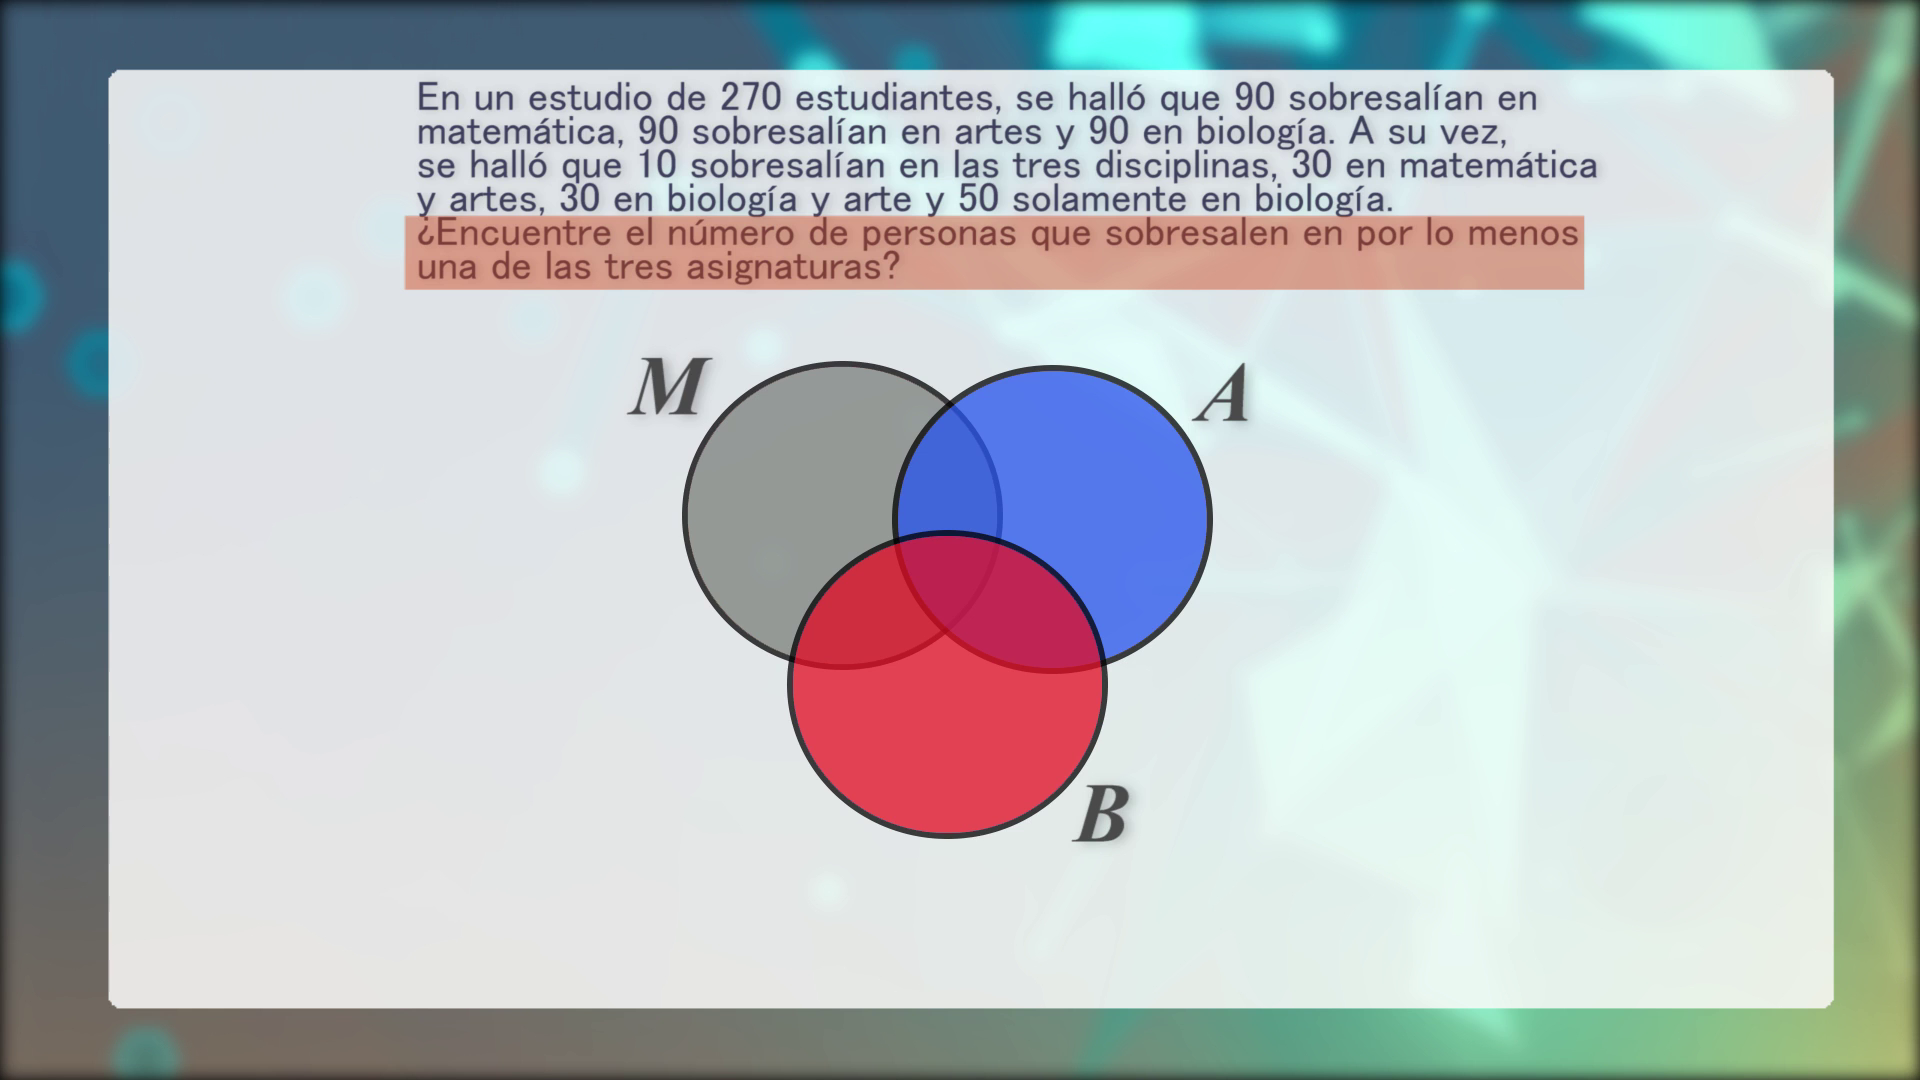 En un estudio de 270 estudiantes, se halló que 90 sobresalían en
matemática, 90 sobresalían en artes y 90 en biología. A su vez,
se halló que 10 sobresalían en las tres disciplinas, 30 en matemática
y artes, 30 en biología y arte y 50 solamente en biología.
¿Encuentre el número de personas que sobresalen en por lo menos
una de las tres asignaturas?
M
A
B